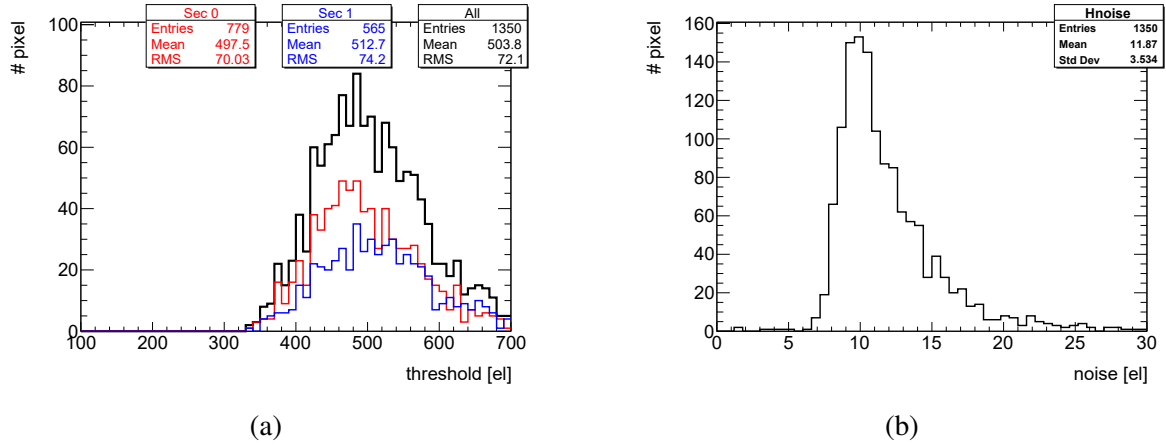 Sec 0
Entries 779
Mean 497.5
RMS 70.03
Sec 1
Entries 565
Mean 512.7
RMS 74.2
All
Entries 1350
Mean 503.8
RMS 72.1
# pixel
100
80
60
40
20
0
100 200 300 400 500 600 700
threshold [el]
(a)
Hnoise
Entries 1350
Mean 11.87
Std Dev 3.534
# pixel
160
140
120
100
80
60
40
20
0
0 5 10 15 20 25 30
noise [el]
(b)